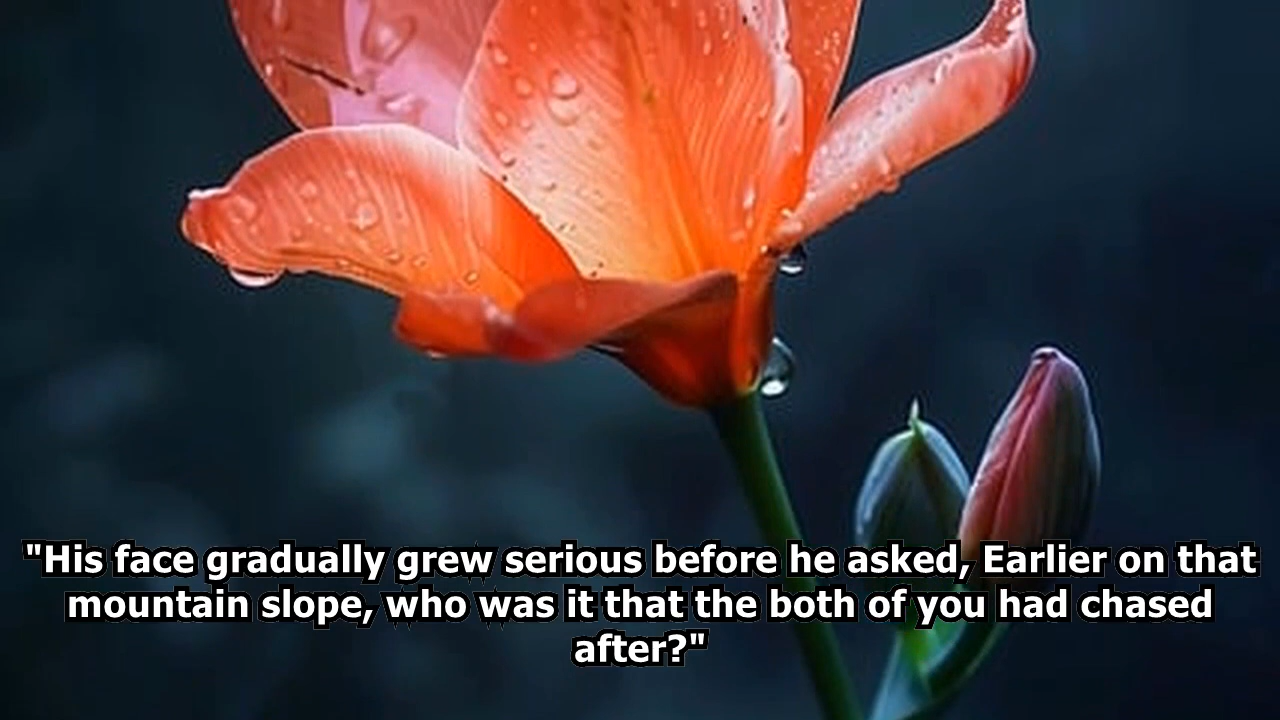 "His face gradually grew serious before he asked, Earlier on that
mountain slope, who was it that the both of you had chased
after?"